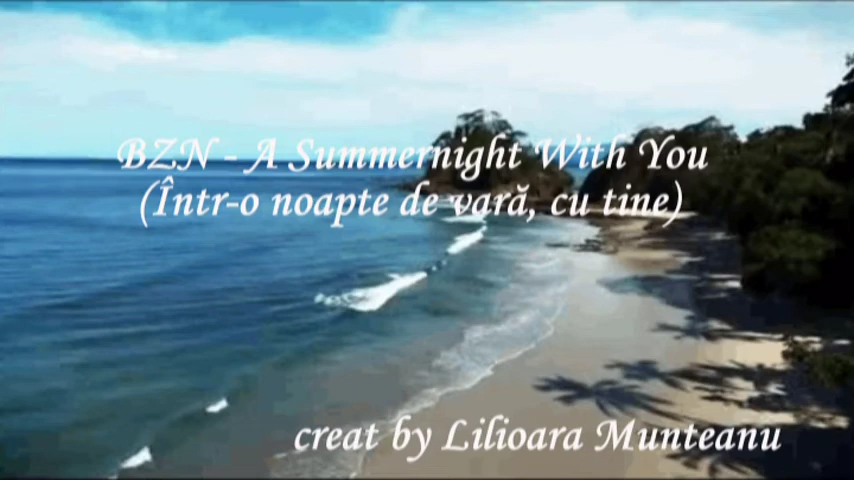 BZN - A Summernight With You
(Într-o noapte de vară, cu tine)
creat by Lilioara Munteanu